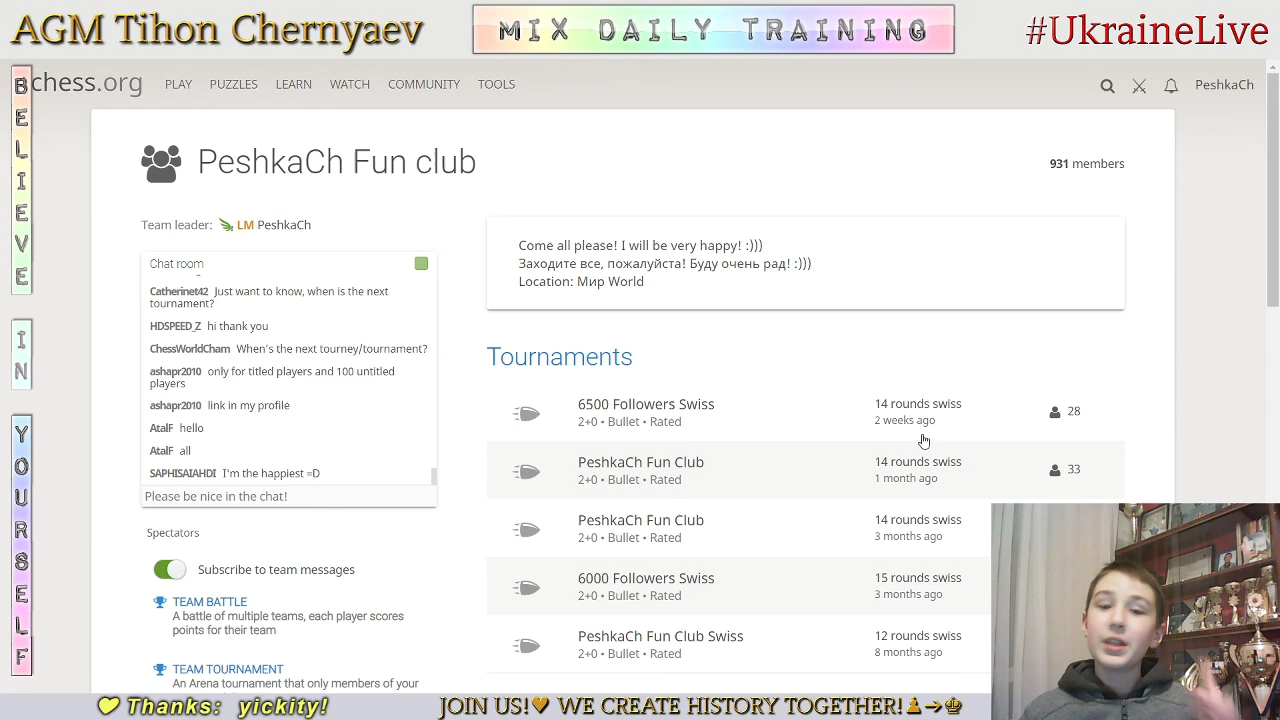 AGM Tihon Chernyaev
MIX DAILY TRAINING
#UkraineLive
chess.org
PLAY
PUZZLES
LEARN
WATCH
COMMUNITY
TOOLS
PeshkaCh
BELIEVE
IN
YOURSELF
PeshkaCh Fun club
931 members
Team leader: LM PeshkaCh
Chat room
Catherinet42 Just want to know, when is the next
tournament?
HDSPEED_Z hi thank you
ChessWorldCham When's the next tourney/tournament?
ashapr2010 only for titled players and 100 untitled
players
ashapr2010 link in my profile
AtalF hello
AtalF all
SAPHISAIAHDI I'm the happiest =D
Please be nice in the chat!
Spectators
Subscribe to team messages
TEAM BATTLE
A battle of multiple teams, each player scores
points for their team
TEAM TOURNAMENT
An Arena tournament that only members of your
Come all please! I will be very happy! :)))
Заходите все, пожалуйста! Буду очень рад! :)))
Location: Мир World
Tournaments
6500 Followers Swiss
2+0 • Bullet • Rated
14 rounds swiss
2 weeks ago
28
PeshkaCh Fun Club
2+0 • Bullet • Rated
14 rounds swiss
1 month ago
33
PeshkaCh Fun Club
2+0 • Bullet • Rated
14 rounds swiss
3 months ago
6000 Followers Swiss
2+0 • Bullet • Rated
15 rounds swiss
3 months ago
PeshkaCh Fun Club Swiss
2+0 • Bullet • Rated
12 rounds swiss
8 months ago
Thanks: yickity!
JOIN US! WE CREATE HISTORY TOGETHER!